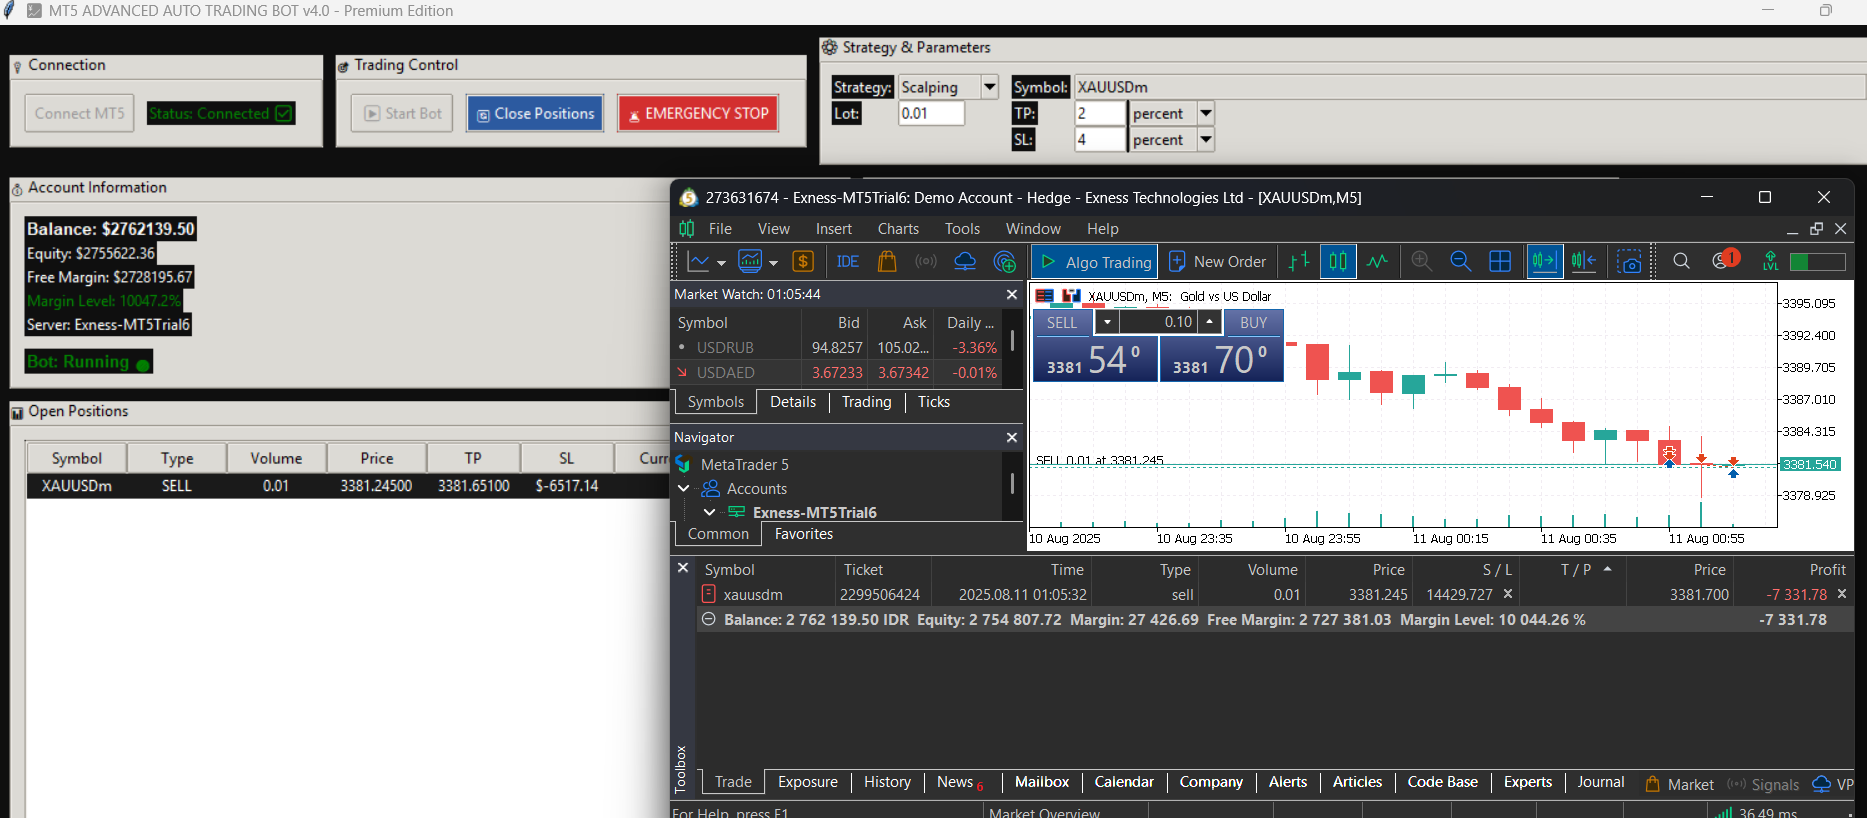 MT5 ADVANCED AUTO TRADING BOT v4.0 - Premium Edition
Connection
Connect MT5
Status: Connected
Trading Control
Start Bot
Close Positions
EMERGENCY STOP
Strategy & Parameters
Strategy: Scalping Symbol: XAUUSDm
Lot: 0.01 TP: 2 percent
SL: 4 percent
Account Information
Balance: $2762139.50
Equity: $2755622.36
Free Margin: $2728195.67
Margin Level: 10047.2%
Server: Exness-MT5Trial6
Bot: Running
Open Positions
Symbol Type Volume Price TP SL Curr
XAUUSDm SELL 0.01 3381.24500 3381.65100 $-6517.14
273631674 - Exness-MT5Trial6: Demo Account - Hedge - Exness Technologies Ltd - [XAUUSDm,M5]
File View Insert Charts Tools Window Help
IDE Algo Trading New Order 1 LVL
Market Watch: 01:05:44
Symbol Bid Ask Daily ...
USDRUB 94.8257 105.02... -3.36%
USDAED 3.67233 3.67342 -0.01%
Symbols Details Trading Ticks
Navigator
MetaTrader 5
Accounts
Exness-MT5Trial6
Common Favorites
XAUUSDm, M5: Gold vs US Dollar
SELL 0.10 BUY
3381 54 0 3381 70 0
SELL 0.01 at 3381.245
3395.095
3392.400
3389.705
3387.010
3384.315
3381.540
3378.925
10 Aug 2025 10 Aug 23:35 10 Aug 23:55 11 Aug 00:15 11 Aug 00:35 11 Aug 00:55
Symbol Ticket Time Type Volume Price S / L T / P Price Profit
xauusdm 2299506424 2025.08.11 01:05:32 sell 0.01 3381.245 14429.727 3381.700 -7 331.78
Balance: 2 762 139.50 IDR Equity: 2 754 807.72 Margin: 27 426.69 Free Margin: 2 727 381.03 Margin Level: 10 044.26 % -7 331.78
Toolbox
Trade Exposure History News 6 Mailbox Calendar Company Alerts Articles Code Base Experts Journal Market Signals VP
For Help, press F1 Market Overview 36.49 ms